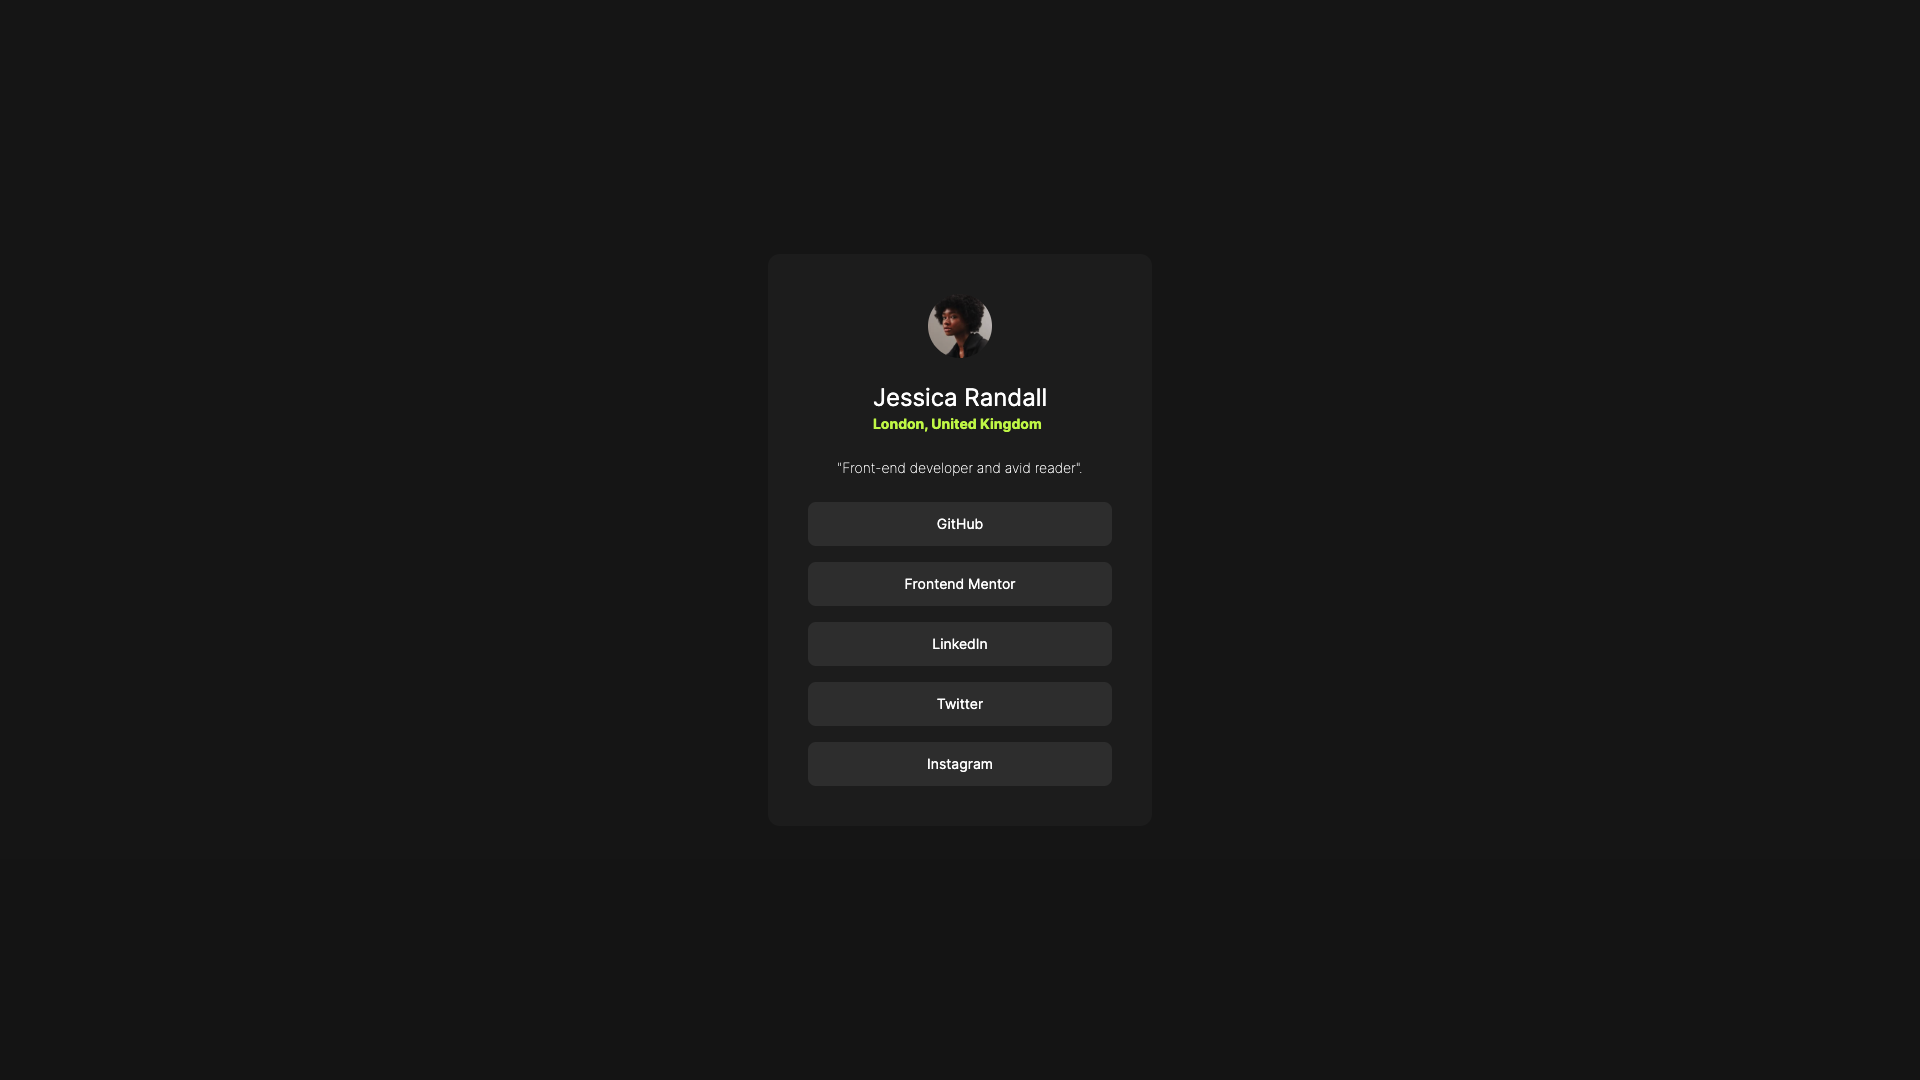 Jessica Randall
London, United Kingdom
"Front-end developer and avid reader".
GitHub
Frontend Mentor
LinkedIn
Twitter
Instagram